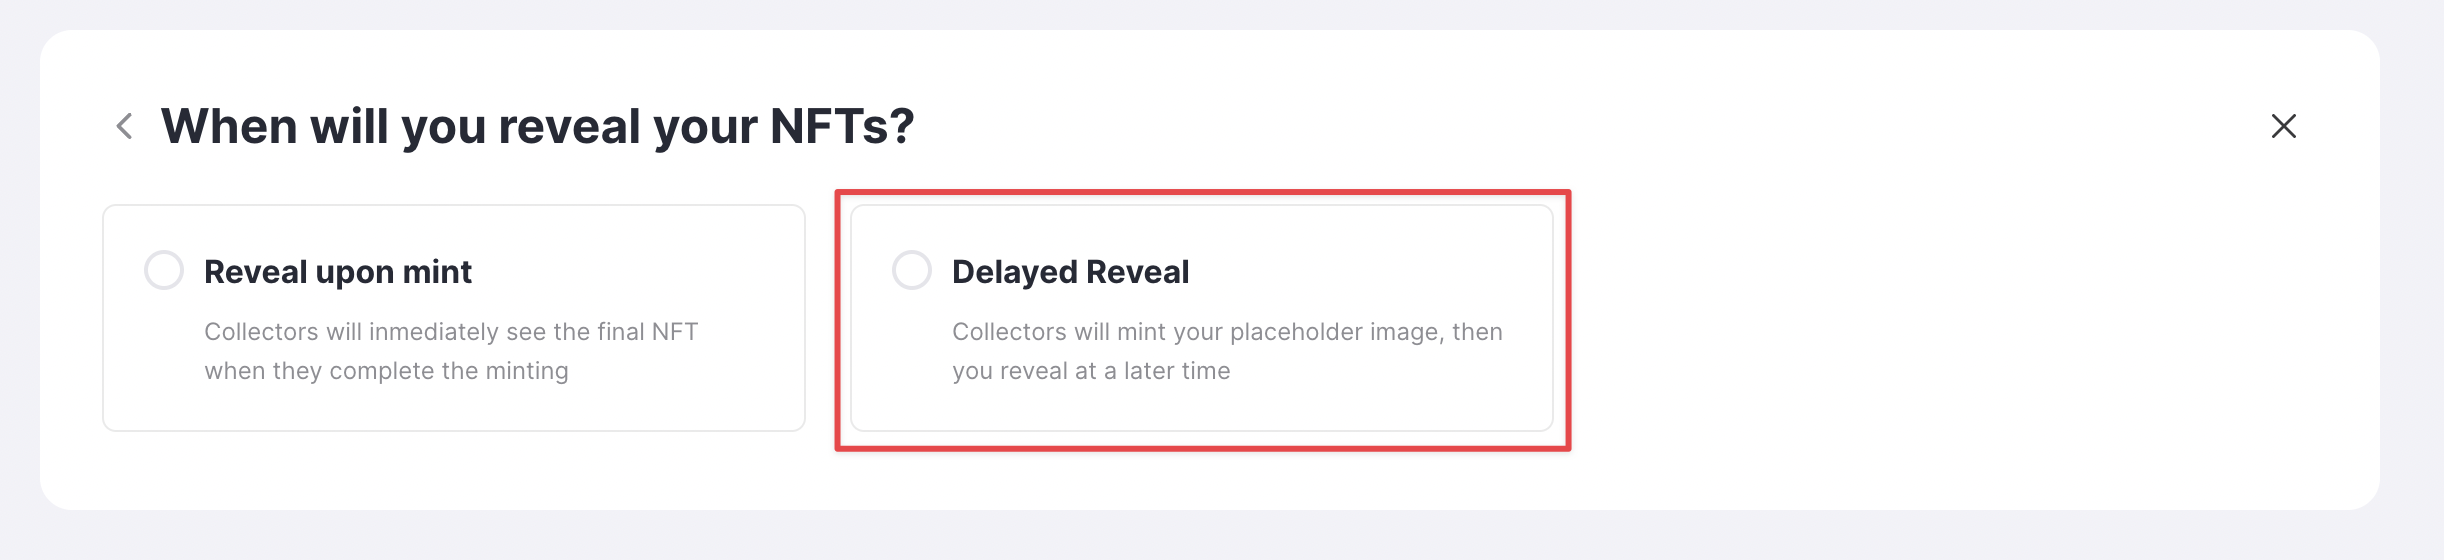 When will you reveal your NFTs?
Reveal upon mint
Collectors will inmediately see the final NFT
when they complete the minting
Delayed Reveal
Collectors will mint your placeholder image, then
you reveal at a later time